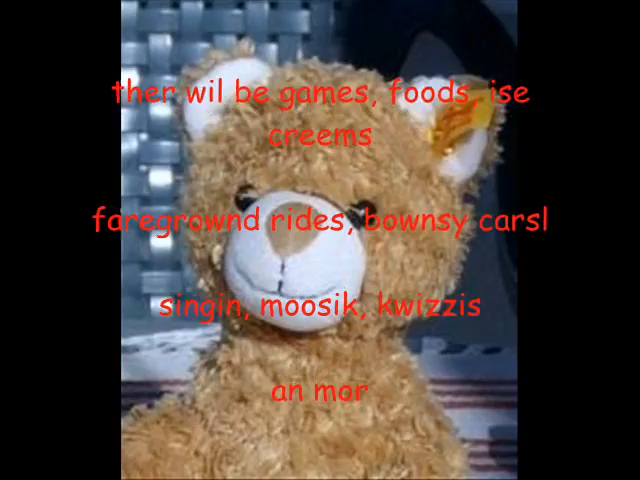 ther wil be games, foods, ise
creems
faregrownd rides, bownsy carsl
singin, moosik, kwizzis
an mor